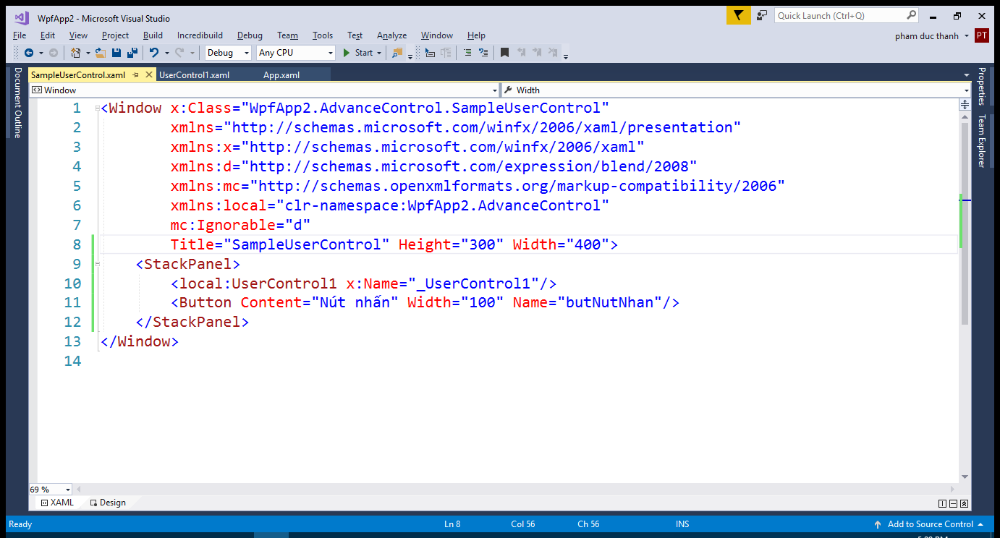 WpfApp2 - Microsoft Visual Studio
Quick Launch (Ctrl+Q)
File Edit View Project Build Incredibuild Debug Team Tools Test Analyze Window Help
pham duc thanh PT
Debug Any CPU Start
SampleUserControl.xaml UserControl1.xaml App.xaml
Window Width
Document Outline
Properties
Team Explorer
1 <Window x:Class="WpfApp2.AdvanceControl.SampleUserControl"
2 xmlns="http://schemas.microsoft.com/winfx/2006/xaml/presentation"
3 xmlns:x="http://schemas.microsoft.com/winfx/2006/xaml"
4 xmlns:d="http://schemas.microsoft.com/expression/blend/2008"
5 xmlns:mc="http://schemas.openxmlformats.org/markup-compatibility/2006"
6 xmlns:local="clr-namespace:WpfApp2.AdvanceControl"
7 mc:Ignorable="d"
8 Title="SampleUserControl" Height="300" Width="400">
9 <StackPanel>
10 <local:UserControl1 x:Name="_UserControl1"/>
11 <Button Content="Nút nhấn" Width="100" Name="butNutNhan"/>
12 </StackPanel>
13 </Window>
14
69 %
XAML Design
Ready Ln 8 Col 56 Ch 56 INS Add to Source Control